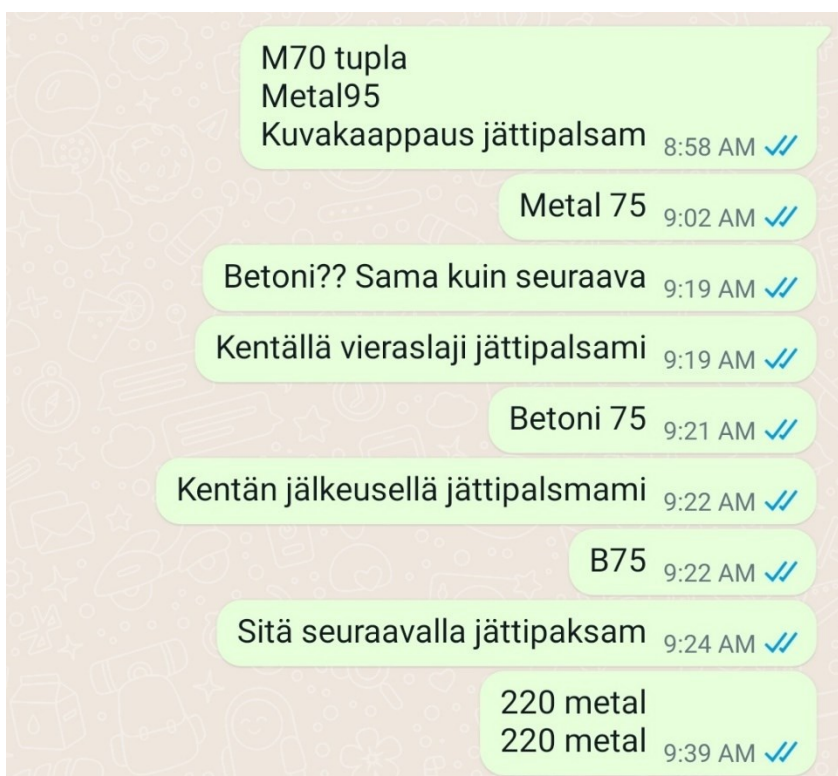 M70 tupla
Metal95
Kuvakaappaus jättipalsam 8:58 AM
Metal 75 9:02 AM
Betoni?? Sama kuin seuraava 9:19 AM
Kentällä vieraslaji jättipalsami 9:19 AM
Betoni 75 9:21 AM
Kentän jälkeusellä jättipalsmami 9:22 AM
B75 9:22 AM
Sitä seuraavalla jättipaksam 9:24 AM
220 metal
220 metal 9:39 AM